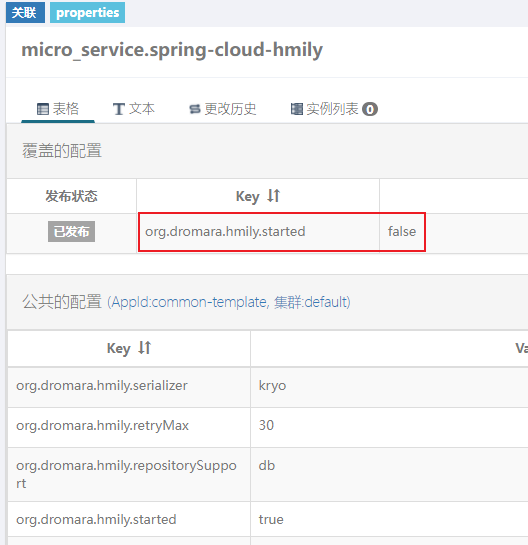 关联 properties
micro_service.spring-cloud-hmily
表格 文本 更改历史 实例列表 0
覆盖的配置
发布状态 Key
已发布 org.dromara.hmily.started false
公共的配置 (AppId:common-template, 集群:default)
Key Va
org.dromara.hmily.serializer kryo
org.dromara.hmily.retryMax 30
org.dromara.hmily.repositorySuppo db
rt
org.dromara.hmily.started true